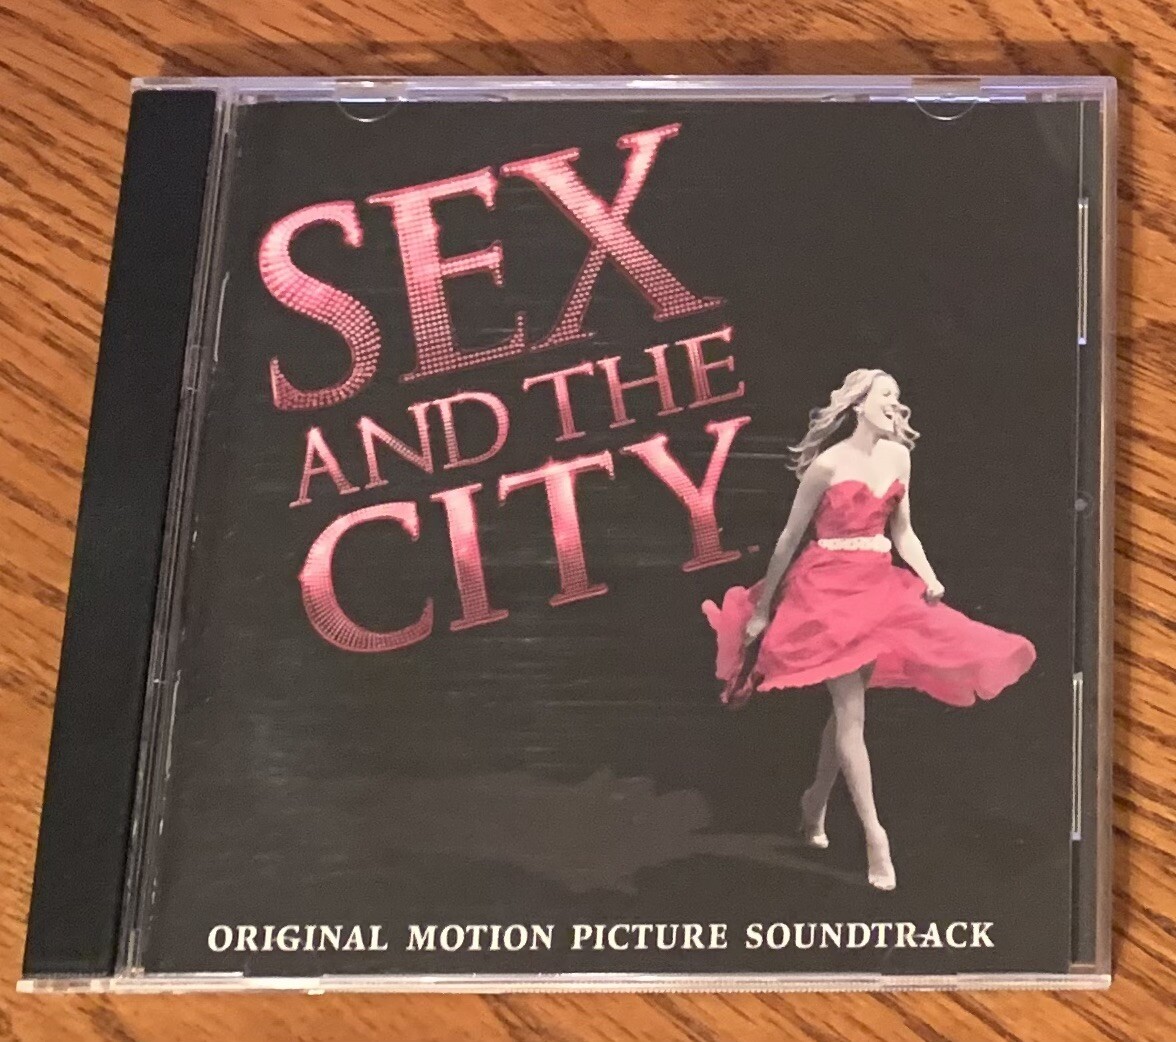 SEX
AND THE
CITY
ORIGINAL MOTION PICTURE SOUNDTRACK